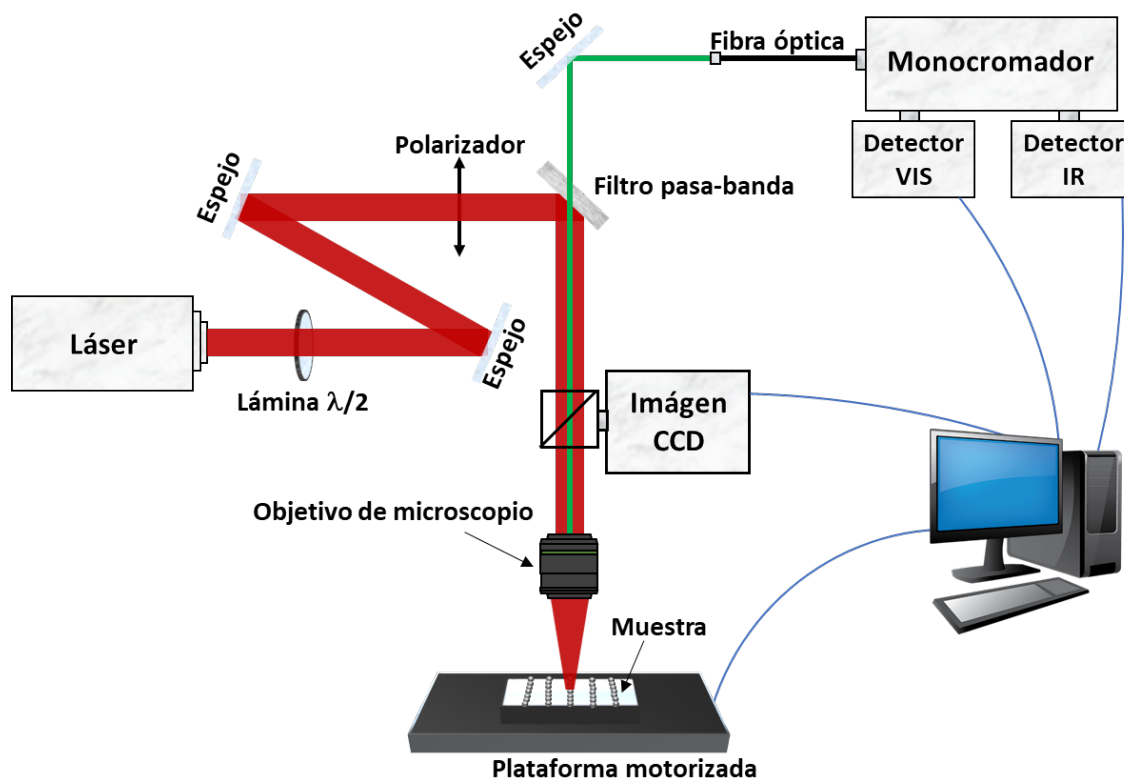 Espejo
Fibra óptica
Monocromador
Detector
VIS
Detector
IR
Polarizador
Filtro pasa-banda
Espejo
Láser
Lámina λ/2
Espejo
Imágen
CCD
Objetivo de microscopio
Muestra
Plataforma motorizada